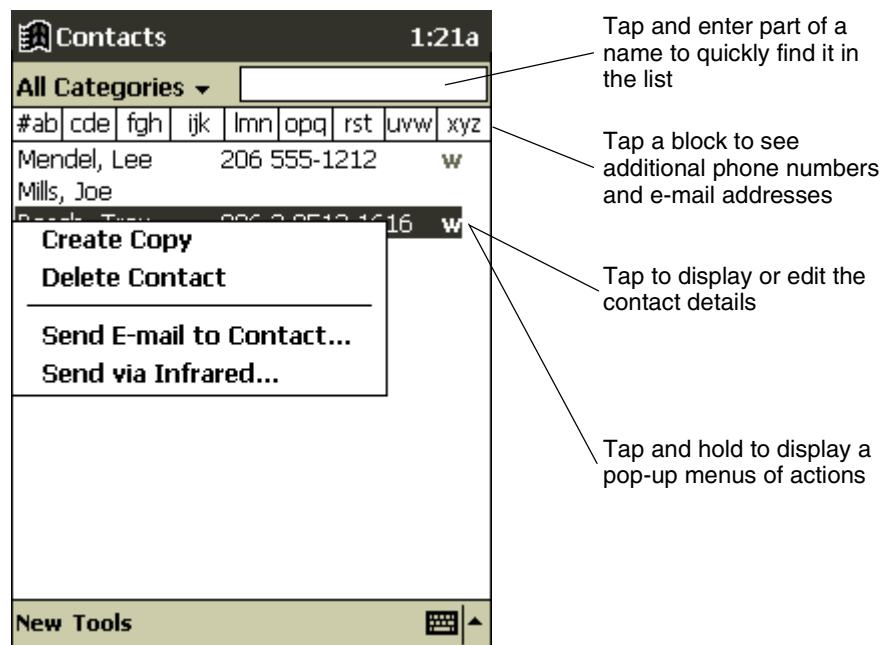 Contacts 1:21a
All Categories
#ab cde fgh ijk lmn opq rst uvw xyz
Mendel, Lee 206 555-1212 w
Mills, Joe
16 w
Create Copy
Delete Contact
Send E-mail to Contact...
Send via Infrared...
New Tools
Tap and enter part of a
name to quickly find it in
the list
Tap a block to see
additional phone numbers
and e-mail addresses
Tap to display or edit the
contact details
Tap and hold to display a
pop-up menus of actions